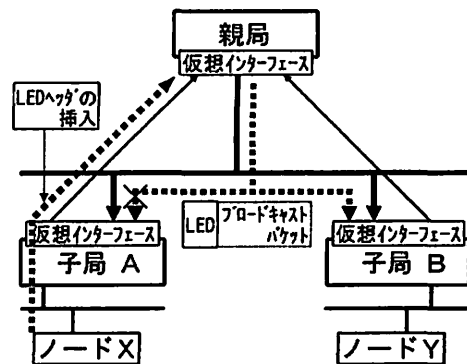 親局
仮想インターフェース
LEDヘッダの
挿入
LED
ブロードキャスト
パケット
仮想インターフェース
子局 A
仮想インターフェース
子局 B
ノードX
ノードY